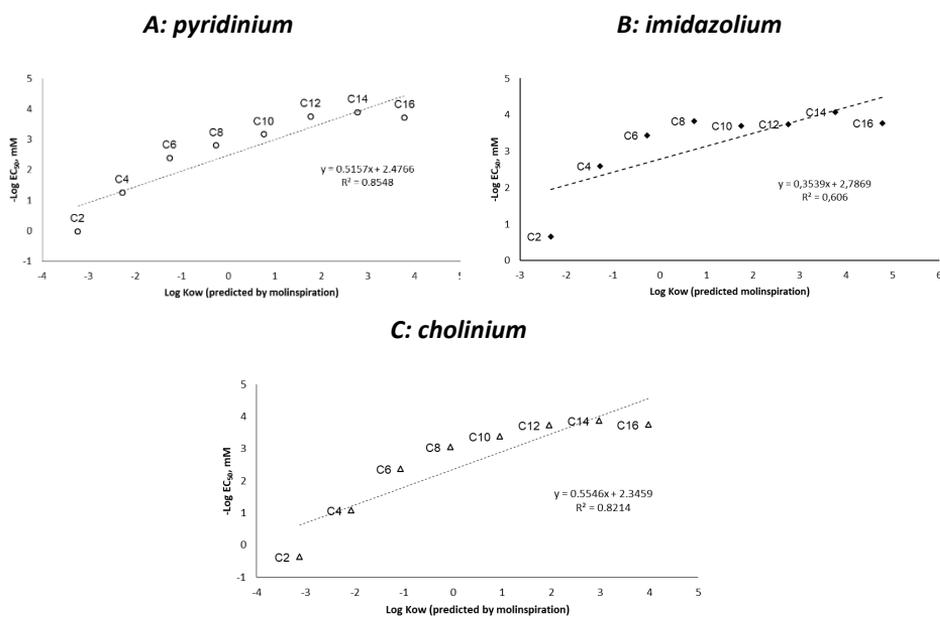 A: pyridinium
5
4
3
2
1
0
-1
-4
-3
-2
-1
0
1
2
3
4
-Log EC₅₀, mM
Log Kow (predicted by molinspiration)
C2
C4
C6
C8
C10
C12
C14
C16
y = 0.5157x + 2.4766
R² = 0.8548
B: imidazolium
5
4
3
2
1
0
-3
-2
-1
0
1
2
3
4
5
6
-Log EC₅₀, mM
Log Kow (predicted molinspiration)
C2
C4
C6
C8
C10
C12
C14
C16
y = 0,3539x + 2,7869
R² = 0,606
C: cholinium
5
4
3
2
1
0
-1
-4
-3
-2
-1
0
1
2
3
4
5
-Log EC₅₀, mM
Log Kow (predicted by molinspiration)
C2
C4
C6
C8
C10
C12
C14
C16
y = 0.5546x + 2.3459
R² = 0.8214